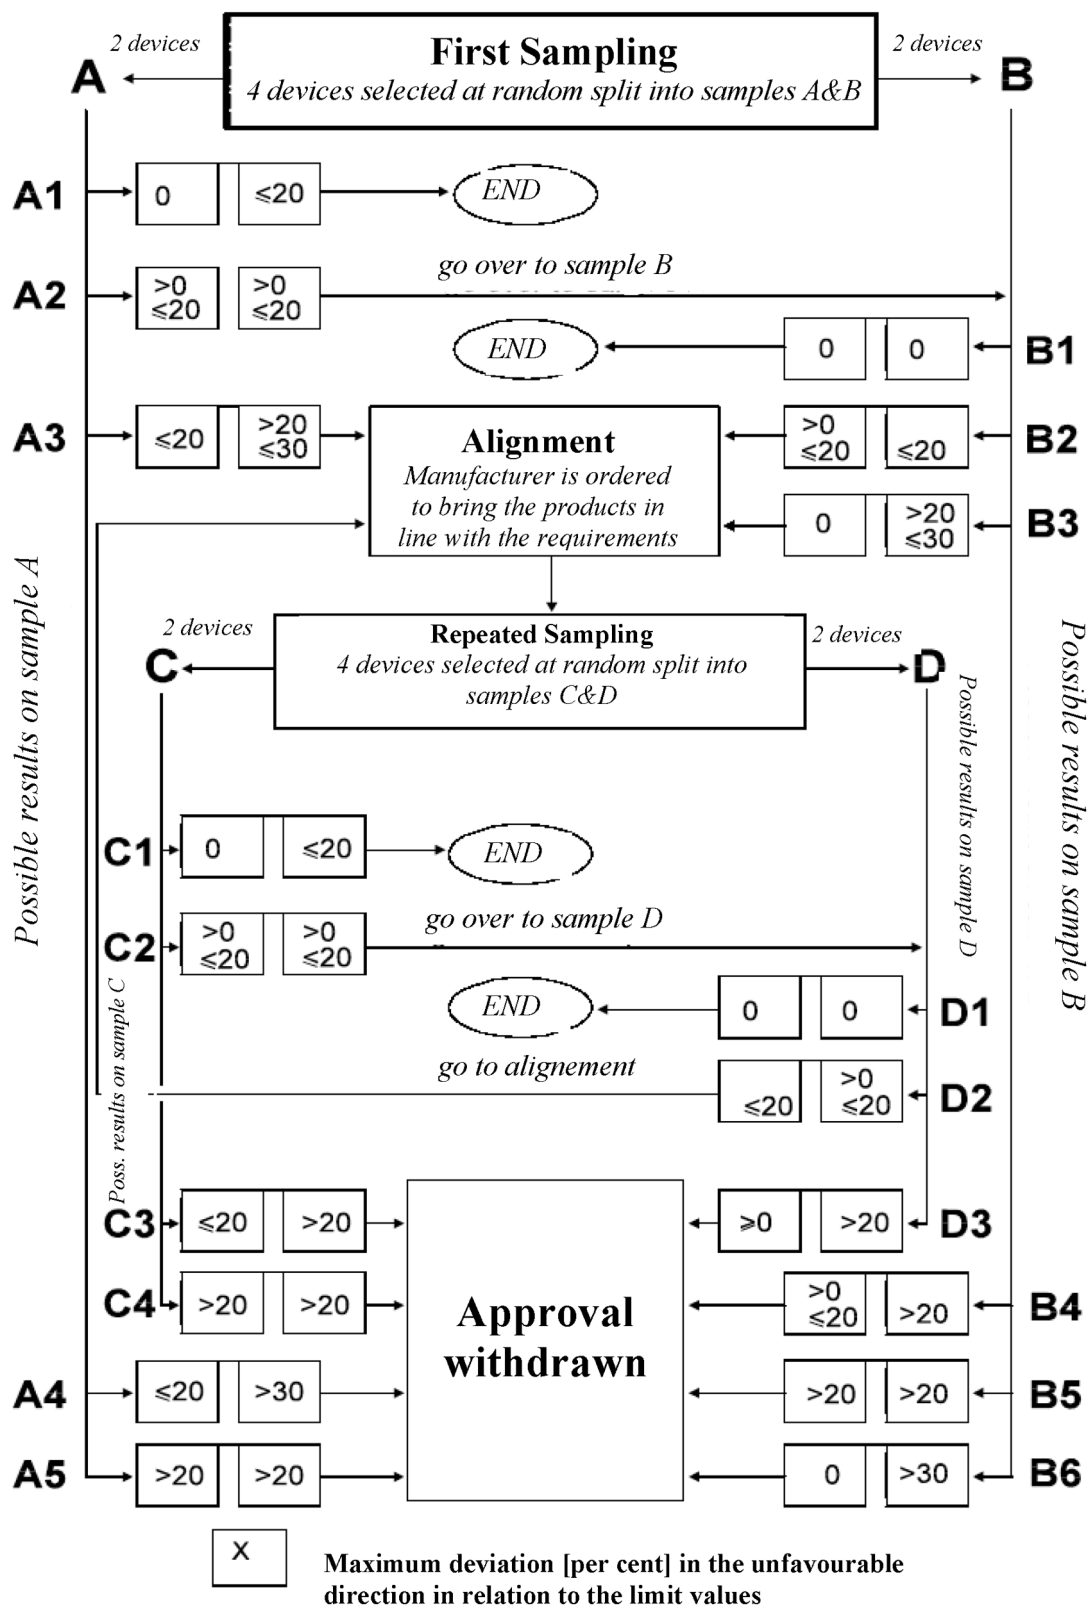 2 devices
First Sampling
2 devices
A
4 devices selected at random split into samples A&B
B
A1
0
≤20
END
go over to sample B
A2
>0
≤20
>0
≤20
END
0
0
B1
A3
≤20
>20
≤30
Alignment
Manufacturer is ordered
to bring the products in
line with the requirements
>0
≤20
≤20
B2
0
>20
≤30
B3
Possible results on sample A
Possible results on sample B
2 devices
Repeated Sampling
2 devices
C
4 devices selected at random split into
samples C&D
D
Possible results on sample D
C1
0
≤20
END
go over to sample D
C2
>0
≤20
>0
≤20
Poss. results on sample C
END
0
0
D1
go to alignement
≤20
>0
≤20
D2
C3
≤20
>20
≥0
>20
D3
C4
>20
>20
Approval
withdrawn
>0
≤20
>20
B4
A4
≤20
>30
>20
>20
B5
A5
>20
>20
0
>30
B6
X
Maximum deviation [per cent] in the unfavourable
direction in relation to the limit values